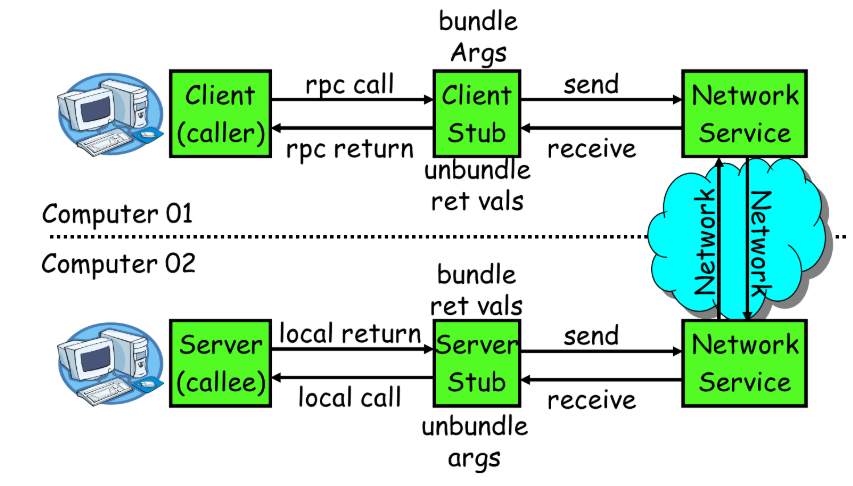 bundle
Args
Client
(caller)
rpc call
rpc return
Client
Stub
send
receive
Network
Service
unbundle
ret vals
Computer 01
Network
Network
Computer 02
bundle
ret vals
Server
(callee)
local return
local call
Server
Stub
send
receive
Network
Service
unbundle
args